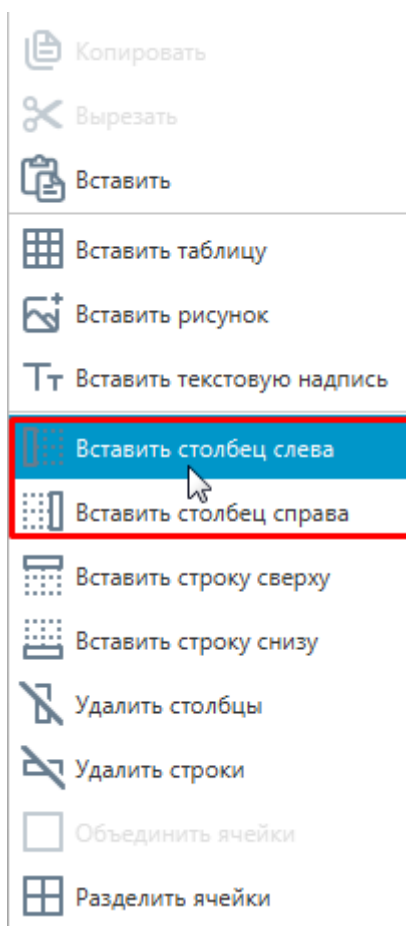 Копировать
Вырезать
Вставить
Вставить таблицу
Вставить рисунок
Вставить текстовую надпись
Вставить столбец слева
Вставить столбец справа
Вставить строку сверху
Вставить строку снизу
Удалить столбцы
Удалить строки
Объединить ячейки
Разделить ячейки